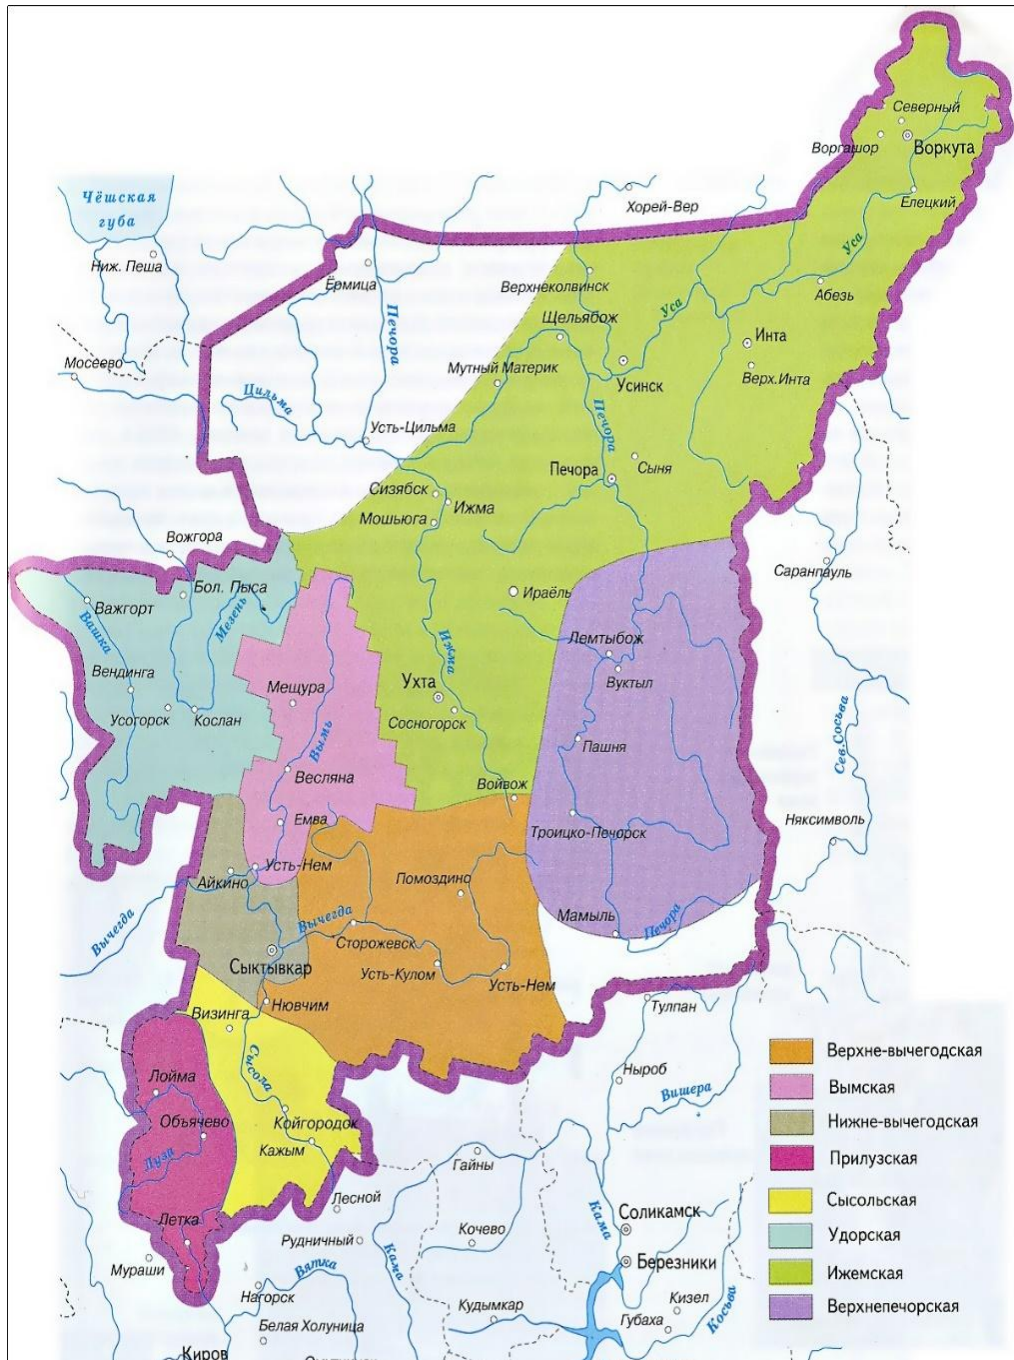 Северный
Воргашор
Воркута
Елецкий
Чёшская
губа
Хорей-Вер
Ниж. Пеша
Ёрмица
Уса
Верхнеколвинск
Абезь
Печора
Уса
Щельябож
Инта
Мосеево
Мутный Материк
Усинск
Верх.Инта
Цильма
Усть-Цильма
Печора
Печора
Сыня
Сизябск
Ижма
Мошьюга
Вожгора
Саранпауль
Бол. Пыса
Ираёль
Важгорт
Мезень
Вашка
Ижма
Лемтыбож
Вендинга
Вуктыл
Мещура
Ухта
Усогорск
Кослан
Сосногорск
Вымь
Пашня
Сев.Сосьва
Весляна
Войвож
Емва
Троицко-Печорск
Няксимволь
Усть-Нем
Айкино
Помоздино
Вычегда
Вычегда
Мамыль
Печора
Сторожевск
Сыктывкар
Усть-Кулом
Усть-Нем
Нювчим
Тулпан
Визинга
Верхне-вычегодская
Сысола
Лойма
Ныроб
Вишера
Вымская
Объячево
Койгородок
Нижне-вычегодская
Кажым
Луза
Гайны
Прилузская
Лесной
Сысольская
Летка
Кама
Соликамск
Рудничный
Кочево
Удорская
Мураши
Вятка
Кама
Березники
Ижемская
Нагорск
Кудымкар
Кизел
Косьва
Губаха
Верхнепечорская
Белая Холуница
Киров